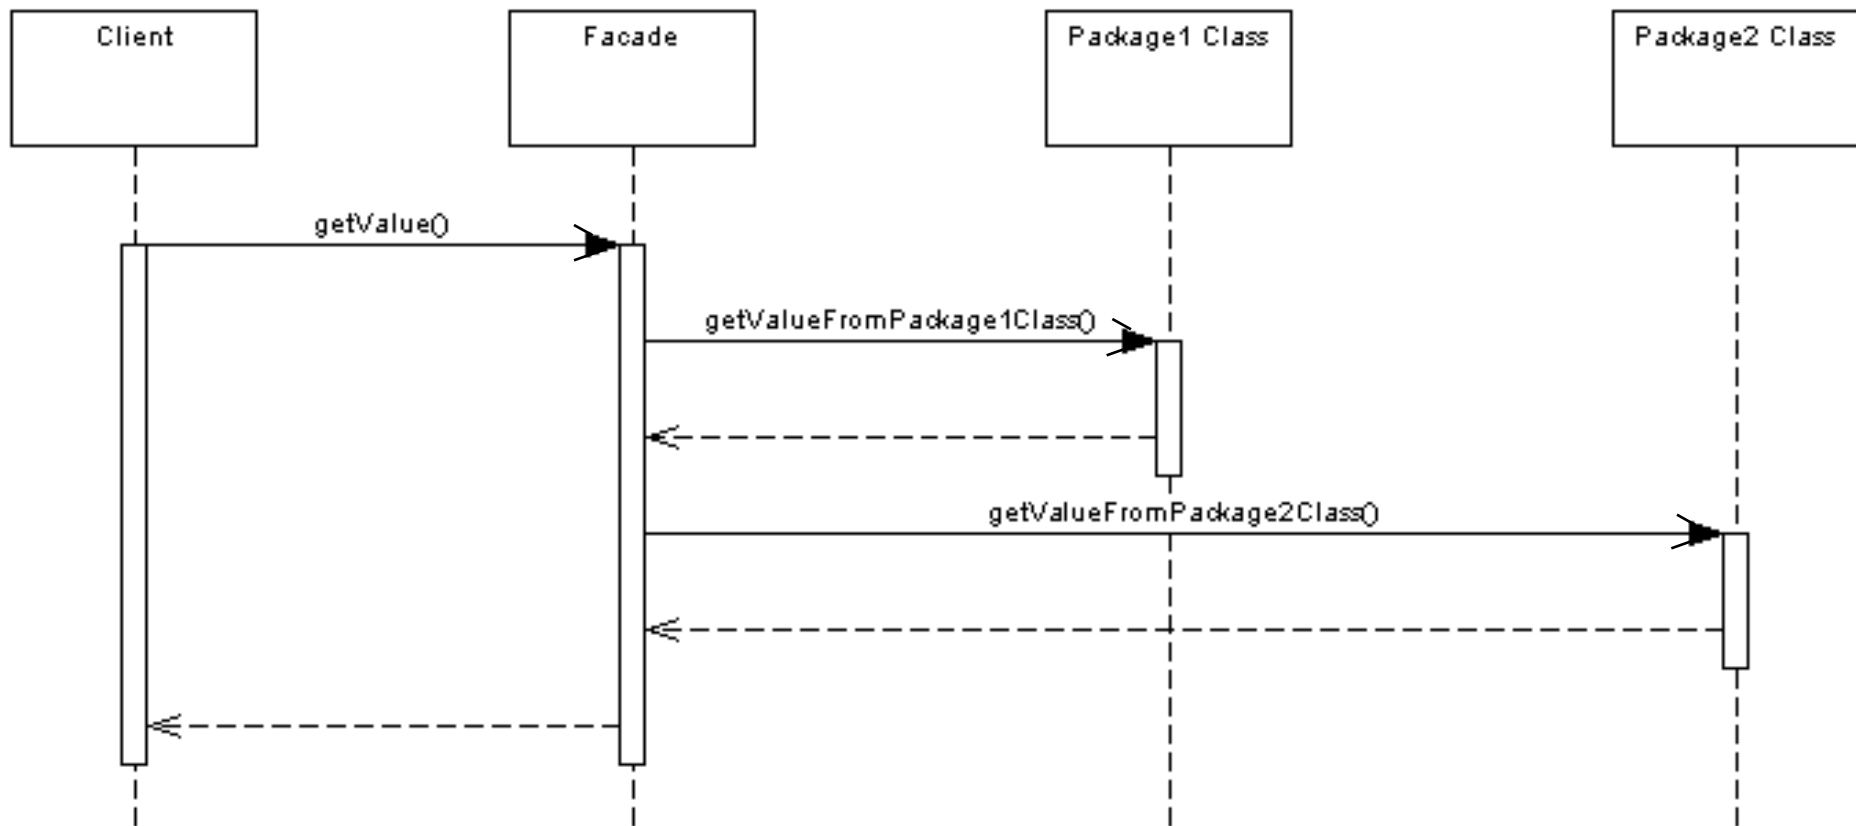 Client
Facade
Package1 Class
Package2 Class
getValue()
getValueFromPackage1Class()
getValueFromPackage2Class()